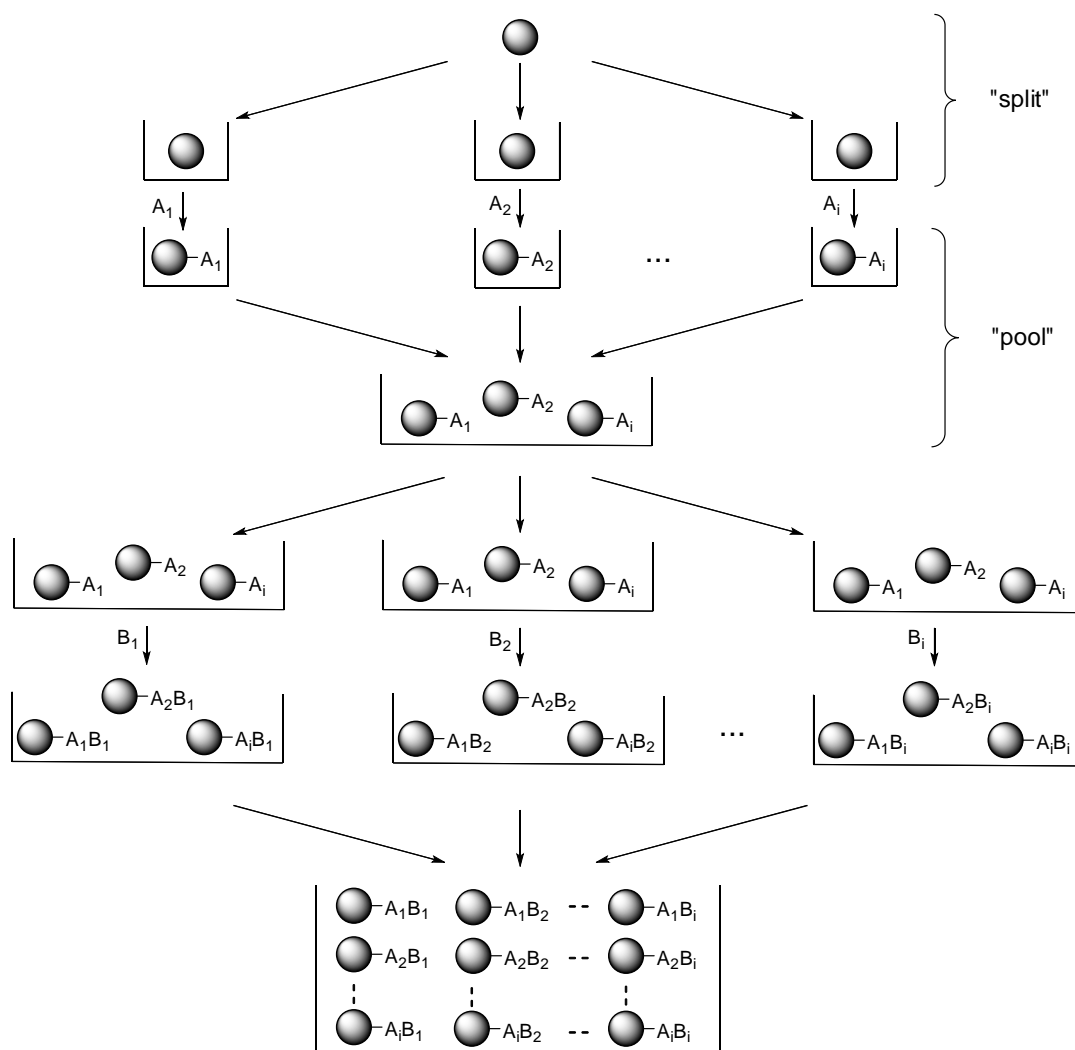 "split"
A₁ A₂ Aᵢ
A₁ A₂ ... Aᵢ
"pool"
A₂
A₁ Aᵢ
A₂ A₂ A₂
A₁ Aᵢ A₁ Aᵢ A₁ Aᵢ
B₁ B₂ Bᵢ
A₂B₁ A₂B₂ A₂Bᵢ
A₁B₁ AᵢB₁ A₁B₂ AᵢB₂ ... A₁Bᵢ AᵢBᵢ
A₁B₁ A₁B₂ -- A₁Bᵢ
A₂B₁ A₂B₂ -- A₂Bᵢ
AᵢB₁ AᵢB₂ -- AᵢBᵢ